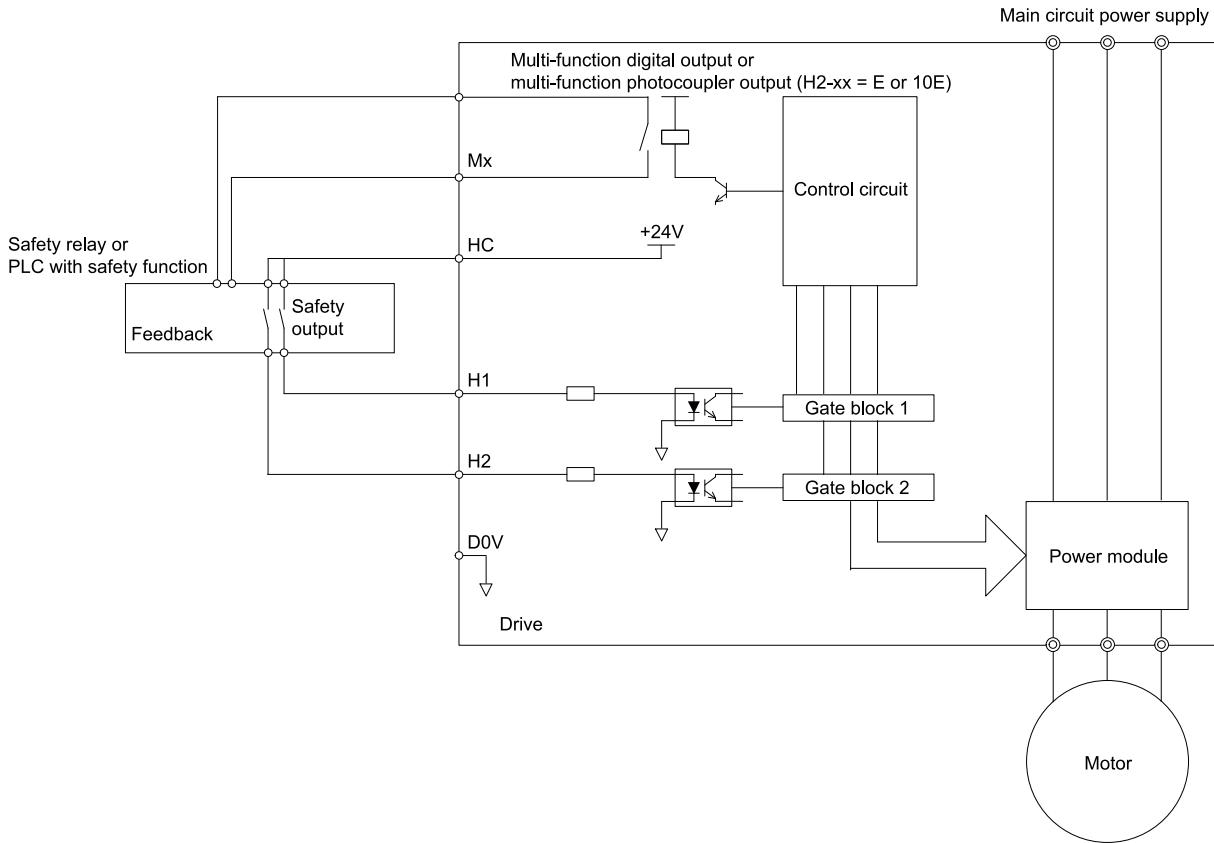 Main circuit power supply
Multi-function digital output or
multi-function photocoupler output (H2-xx = E or 10E)
Mx
Control circuit
+24V
HC
Safety relay or
PLC with safety function
Safety
output
Feedback
H1
Gate block 1
H2
Gate block 2
D0V
Power module
Drive
Motor